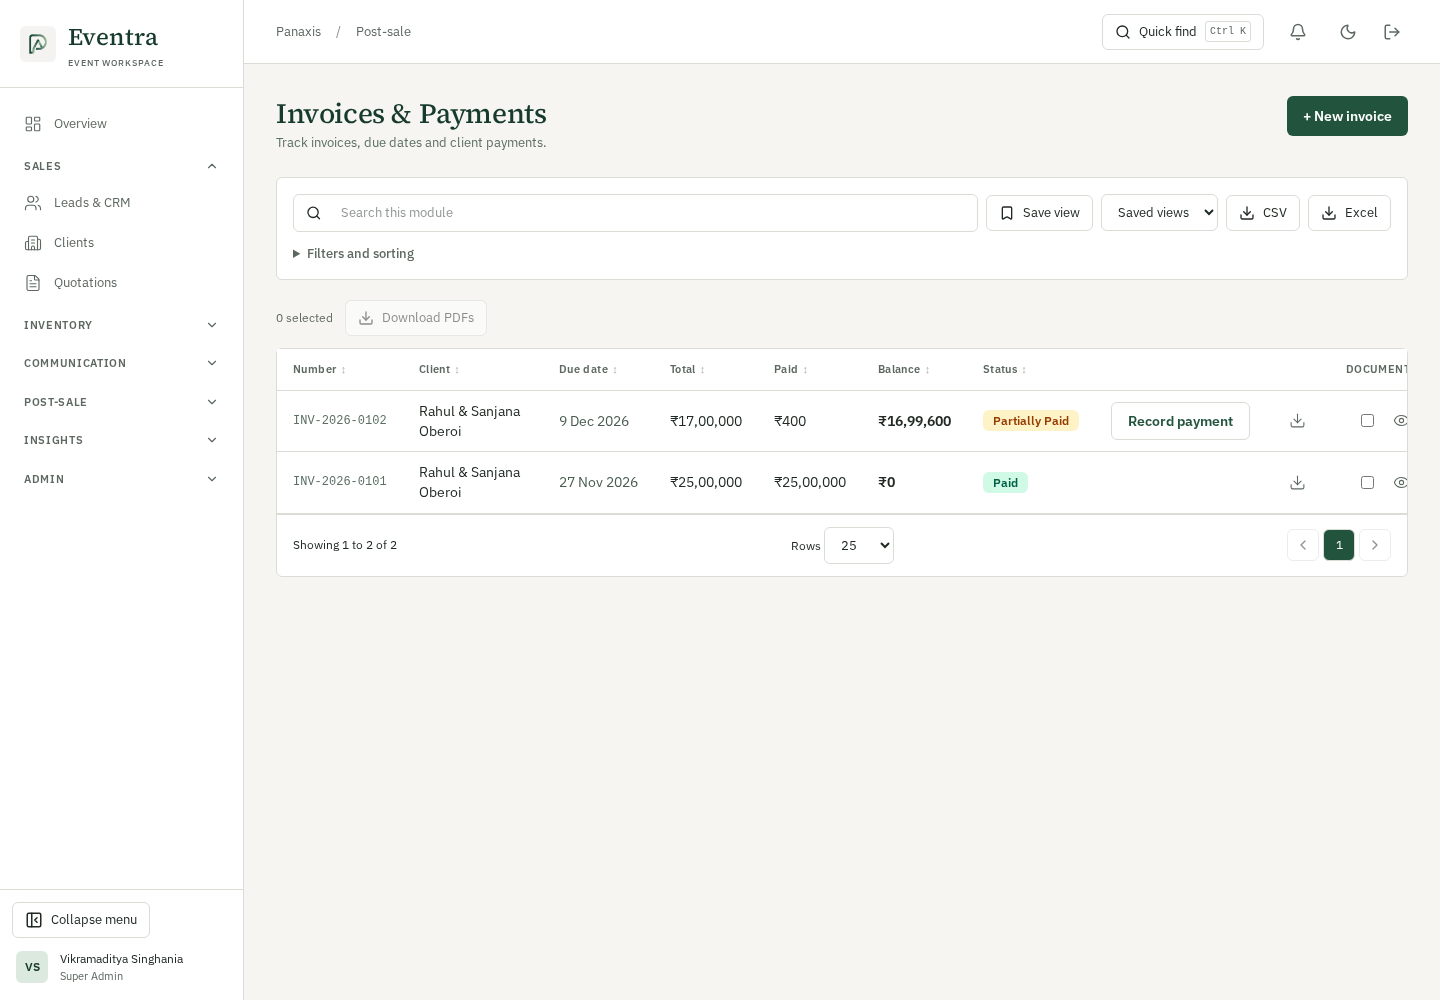 Eventra
EVENT WORKSPACE
Overview
SALES
Leads & CRM
Clients
Quotations
INVENTORY
COMMUNICATION
POST-SALE
INSIGHTS
ADMIN
Collapse menu
VS
Vikramaditya Singhania
Super Admin
Panaxis / Post-sale
Quick find Ctrl K
Invoices & Payments
Track invoices, due dates and client payments.
+ New invoice
Search this module
Save view
Saved views
CSV
Excel
Filters and sorting
0 selected
Download PDFs
Number ↕ Client ↕ Due date ↕ Total ↕ Paid ↕ Balance ↕ Status ↕ DOCUMENT
INV-2026-0102 Rahul & Sanjana Oberoi 9 Dec 2026 ₹17,00,000 ₹400 ₹16,99,600 Partially Paid Record payment
INV-2026-0101 Rahul & Sanjana Oberoi 27 Nov 2026 ₹25,00,000 ₹25,00,000 ₹0 Paid
Showing 1 to 2 of 2
Rows 25
1